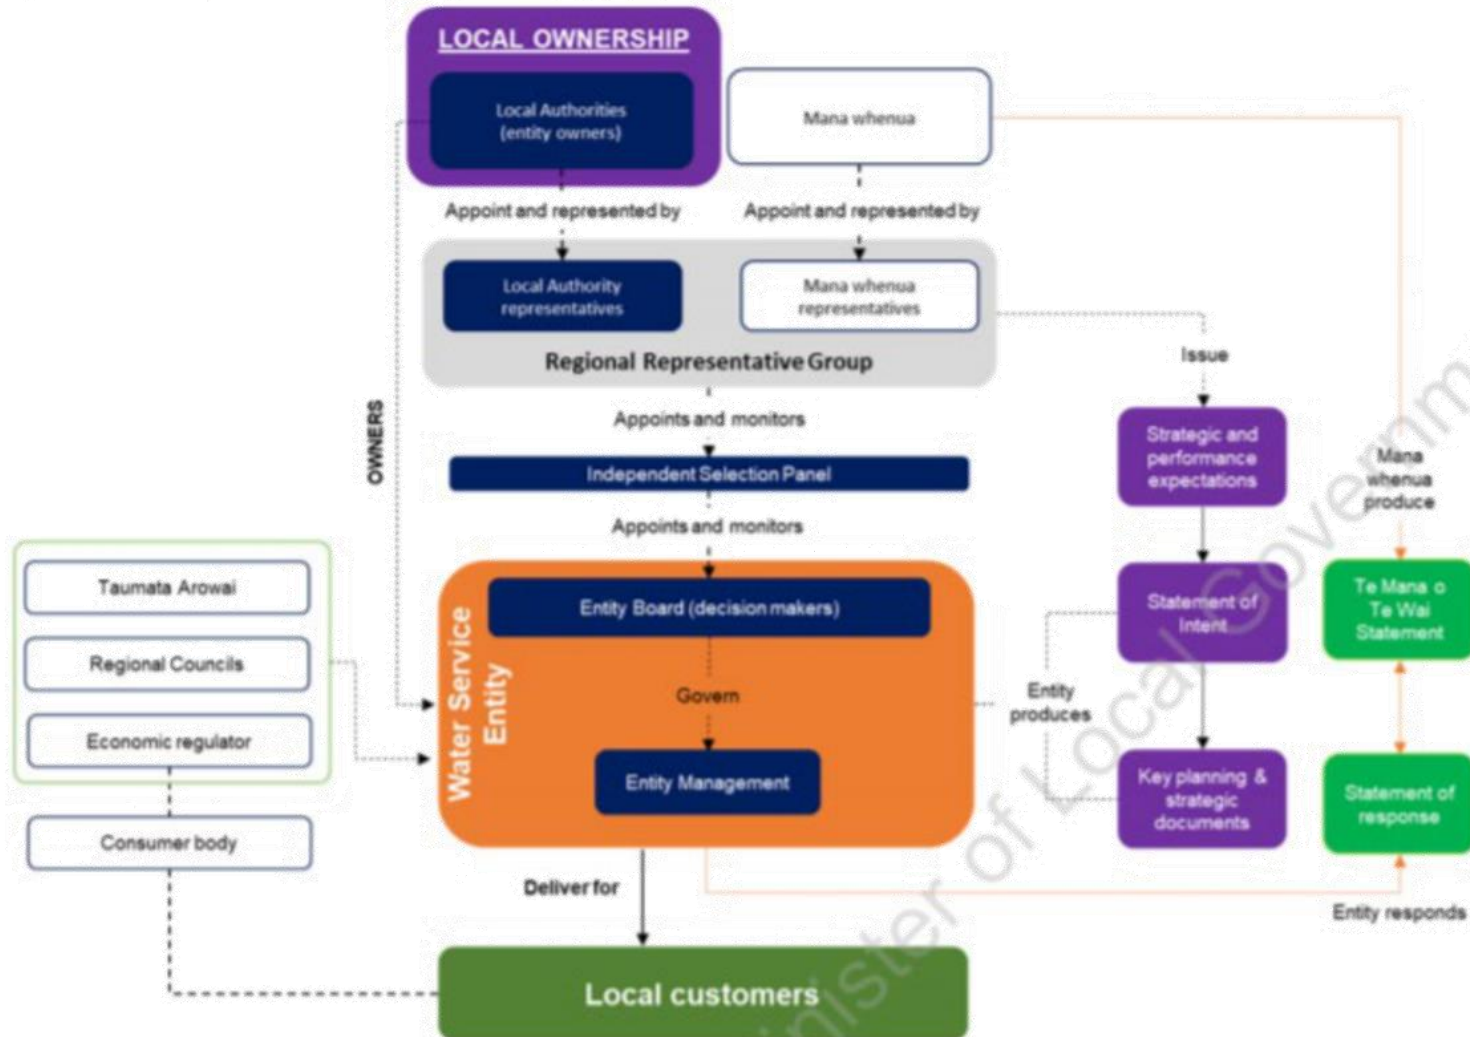 LOCAL OWNERSHIP
Local Authorities
(entity owners)
Mana whenua
Appoint and represented by
Appoint and represented by
Local Authority
representatives
Mana whenua
representatives
Regional Representative Group
Issue
Appoints and monitors
OWNERS
Strategic and
performance
expectations
Mana
whenua
produce
Independent Selection Panel
Appoints and monitors
Taumata Arowai
Regional Councils
Economic regulator
Consumer body
Water Service
Entity
Entity Board (decision makers)
Govern
Entity Management
Entity
produces
Statement of
Intent
Te Mana o
Te Wai
Statement
Key planning &
strategic
documents
Statement of
response
Deliver for
Entity responds
Local customers
inister of Local Governm